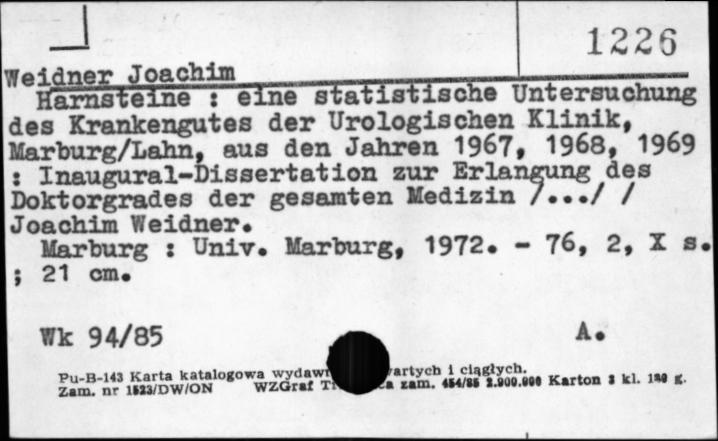 1226
Weidner Joachim
Harnsteine : eine statistische Untersuchung
des Krankengutes der Urologischen Klinik,
Marburg/Lahn, aus den Jahren 1967, 1968, 1969
: Inaugural-Dissertation zur Erlangung des
Doktorgrades der gesamten Medizin /.../ /
Joachim Weidner.
Marburg : Univ. Marburg, 1972. - 76, 2, X s.
; 21 cm.
Wk 94/85 A.
Pu-B-143 Karta katalogowa i ciągłych.
Zam. nr 1523/DW/ON WZGraf zam. 454/85 2.900.000 Karton 3 kl. g.